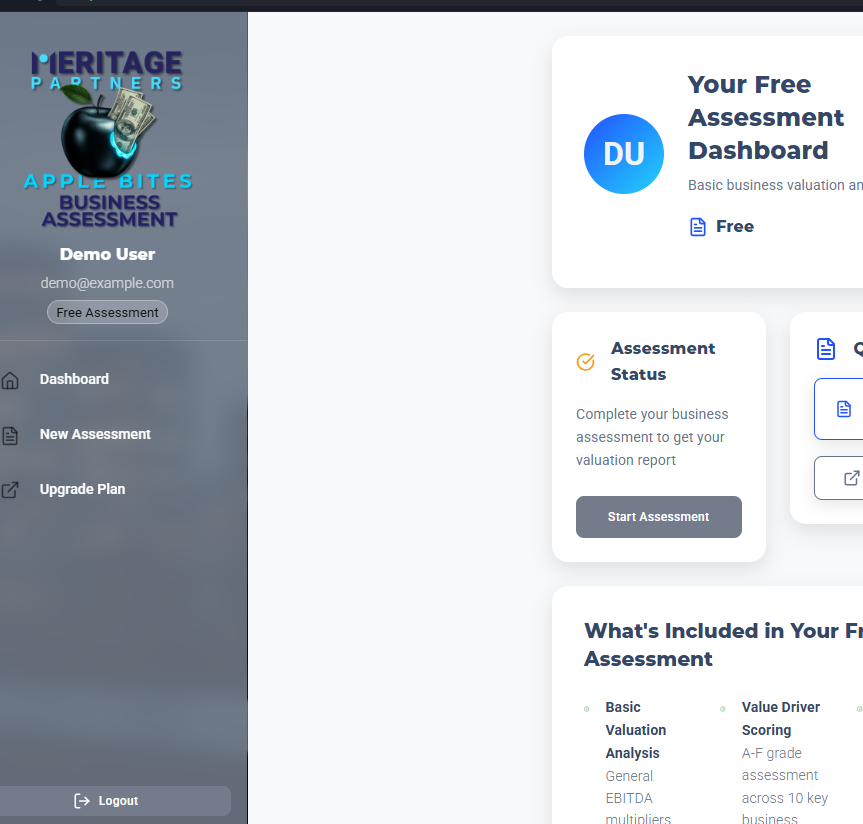 MERITAGE
PARTNERS
APPLE BITES
BUSINESS
ASSESSMENT
Demo User
demo@example.com
Free Assessment
Dashboard
New Assessment
Upgrade Plan
Logout
DU
Your Free
Assessment
Dashboard
Basic business valuation an
Free
Assessment
Status
Complete your business
assessment to get your
valuation report
Start Assessment
What's Included in Your Fr
Assessment
Basic
Valuation
Analysis
General
EBITDA
multipliers
Value Driver
Scoring
A-F grade
assessment
across 10 key
business